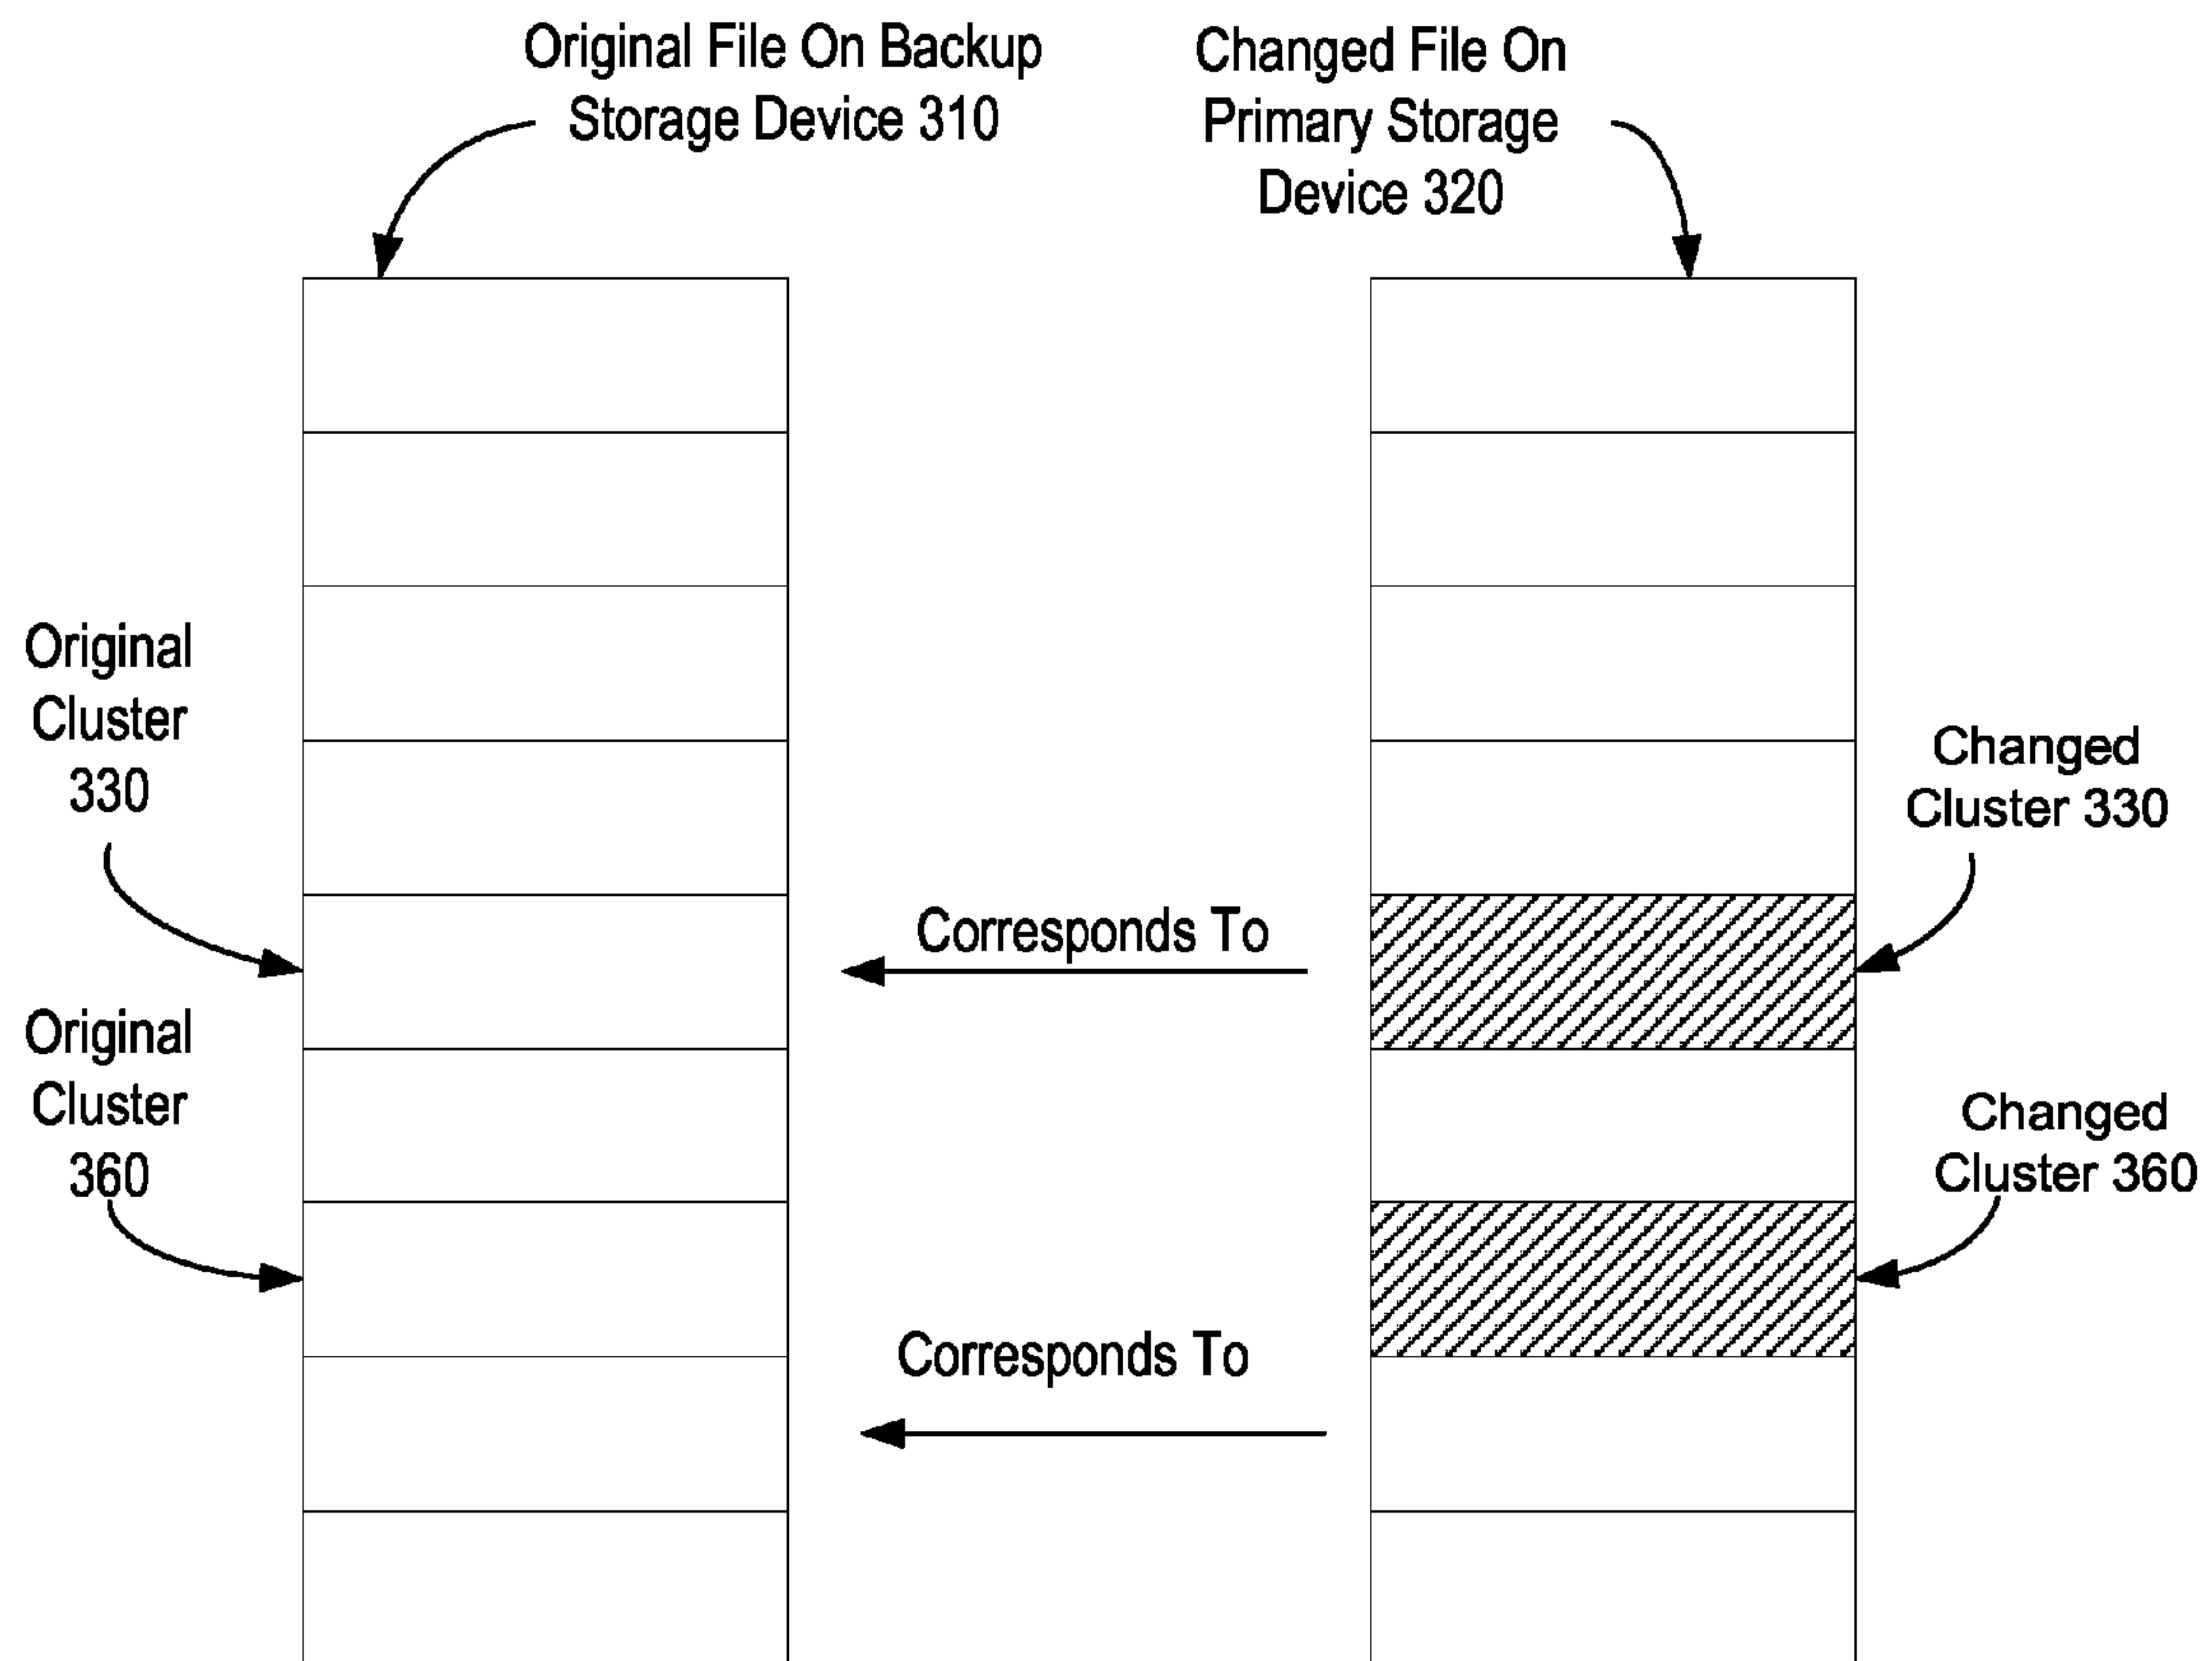 Original File On Backup
Storage Device 310
Changed File On
Primary Storage
Device 320
Original
Cluster
330
Changed
Cluster 330
Corresponds To
Original
Cluster
360
Changed
Cluster 360
Corresponds To